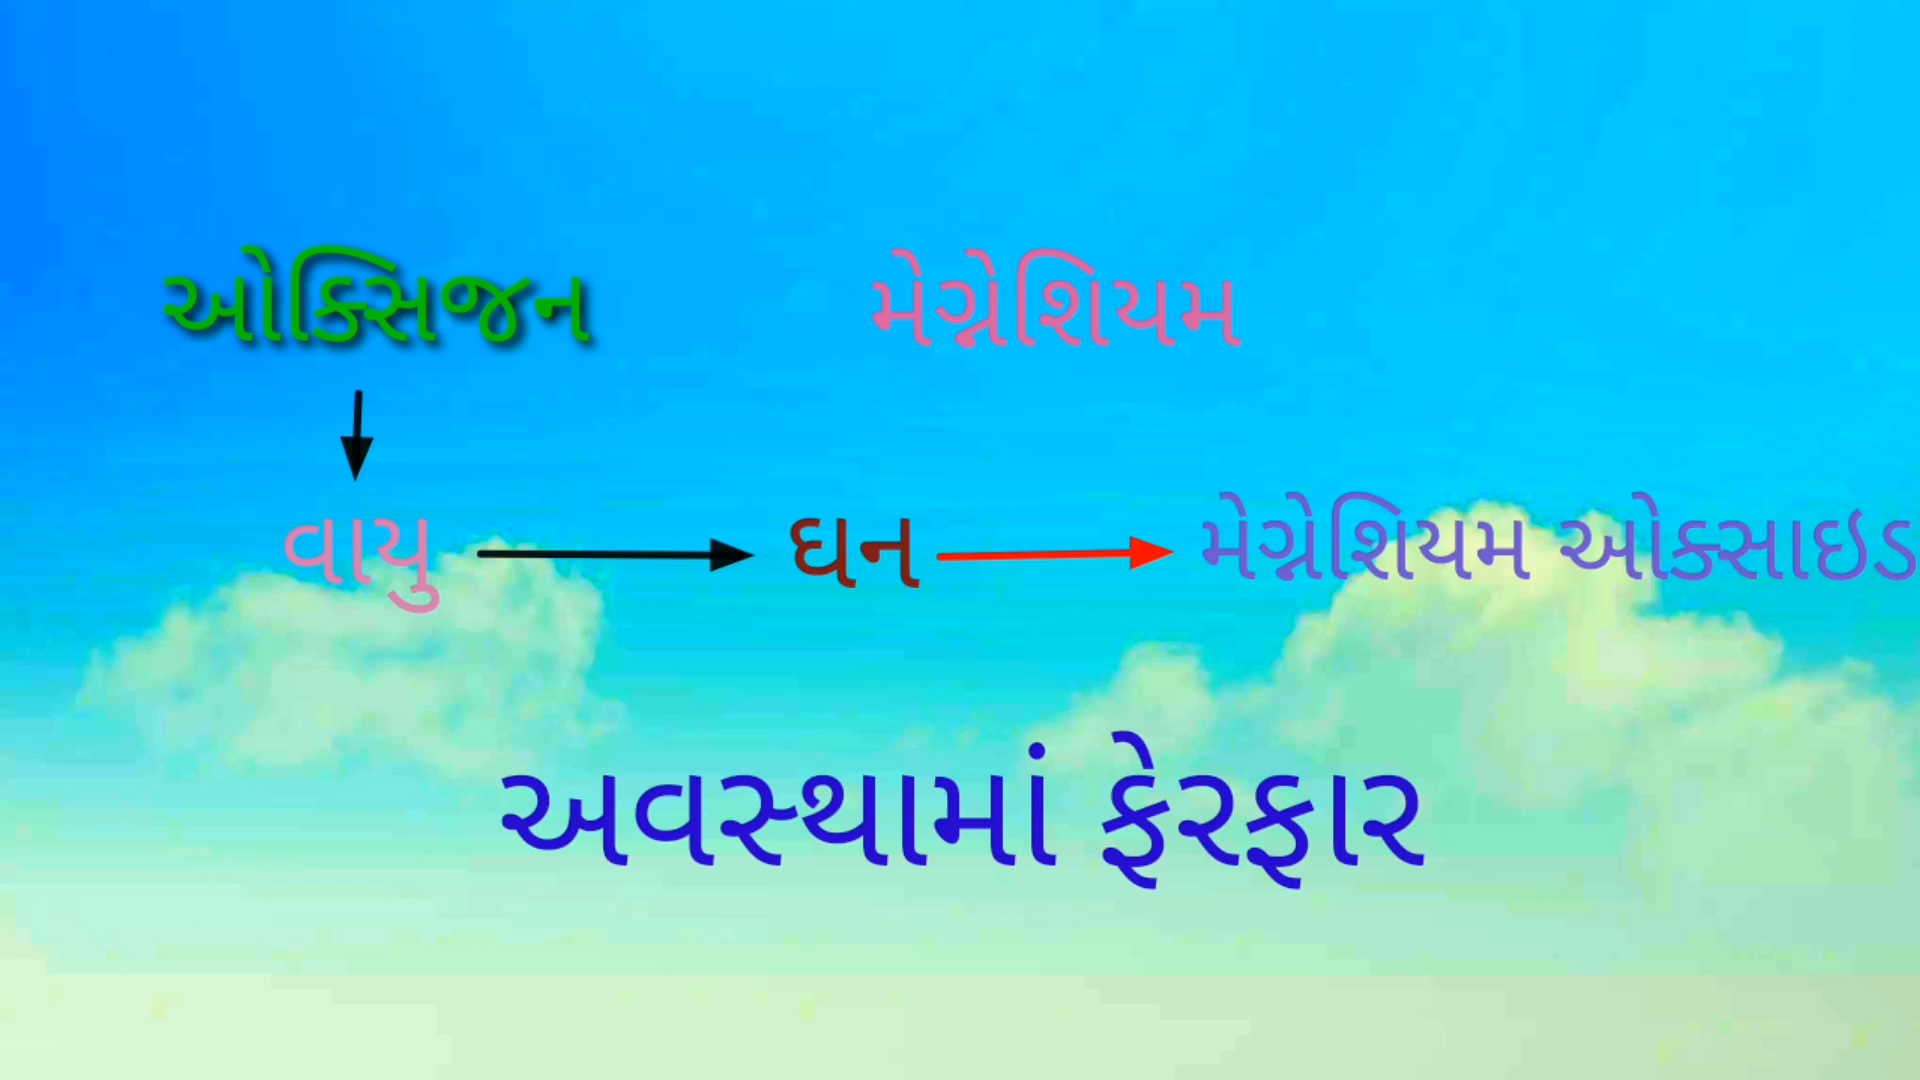 ઓક્સિજન મેગ્નેશિયમ
વાયુ ઘન મેગ્નેશિયમ ઓક્સાઇડ
અવસ્થામાં ફેરફાર